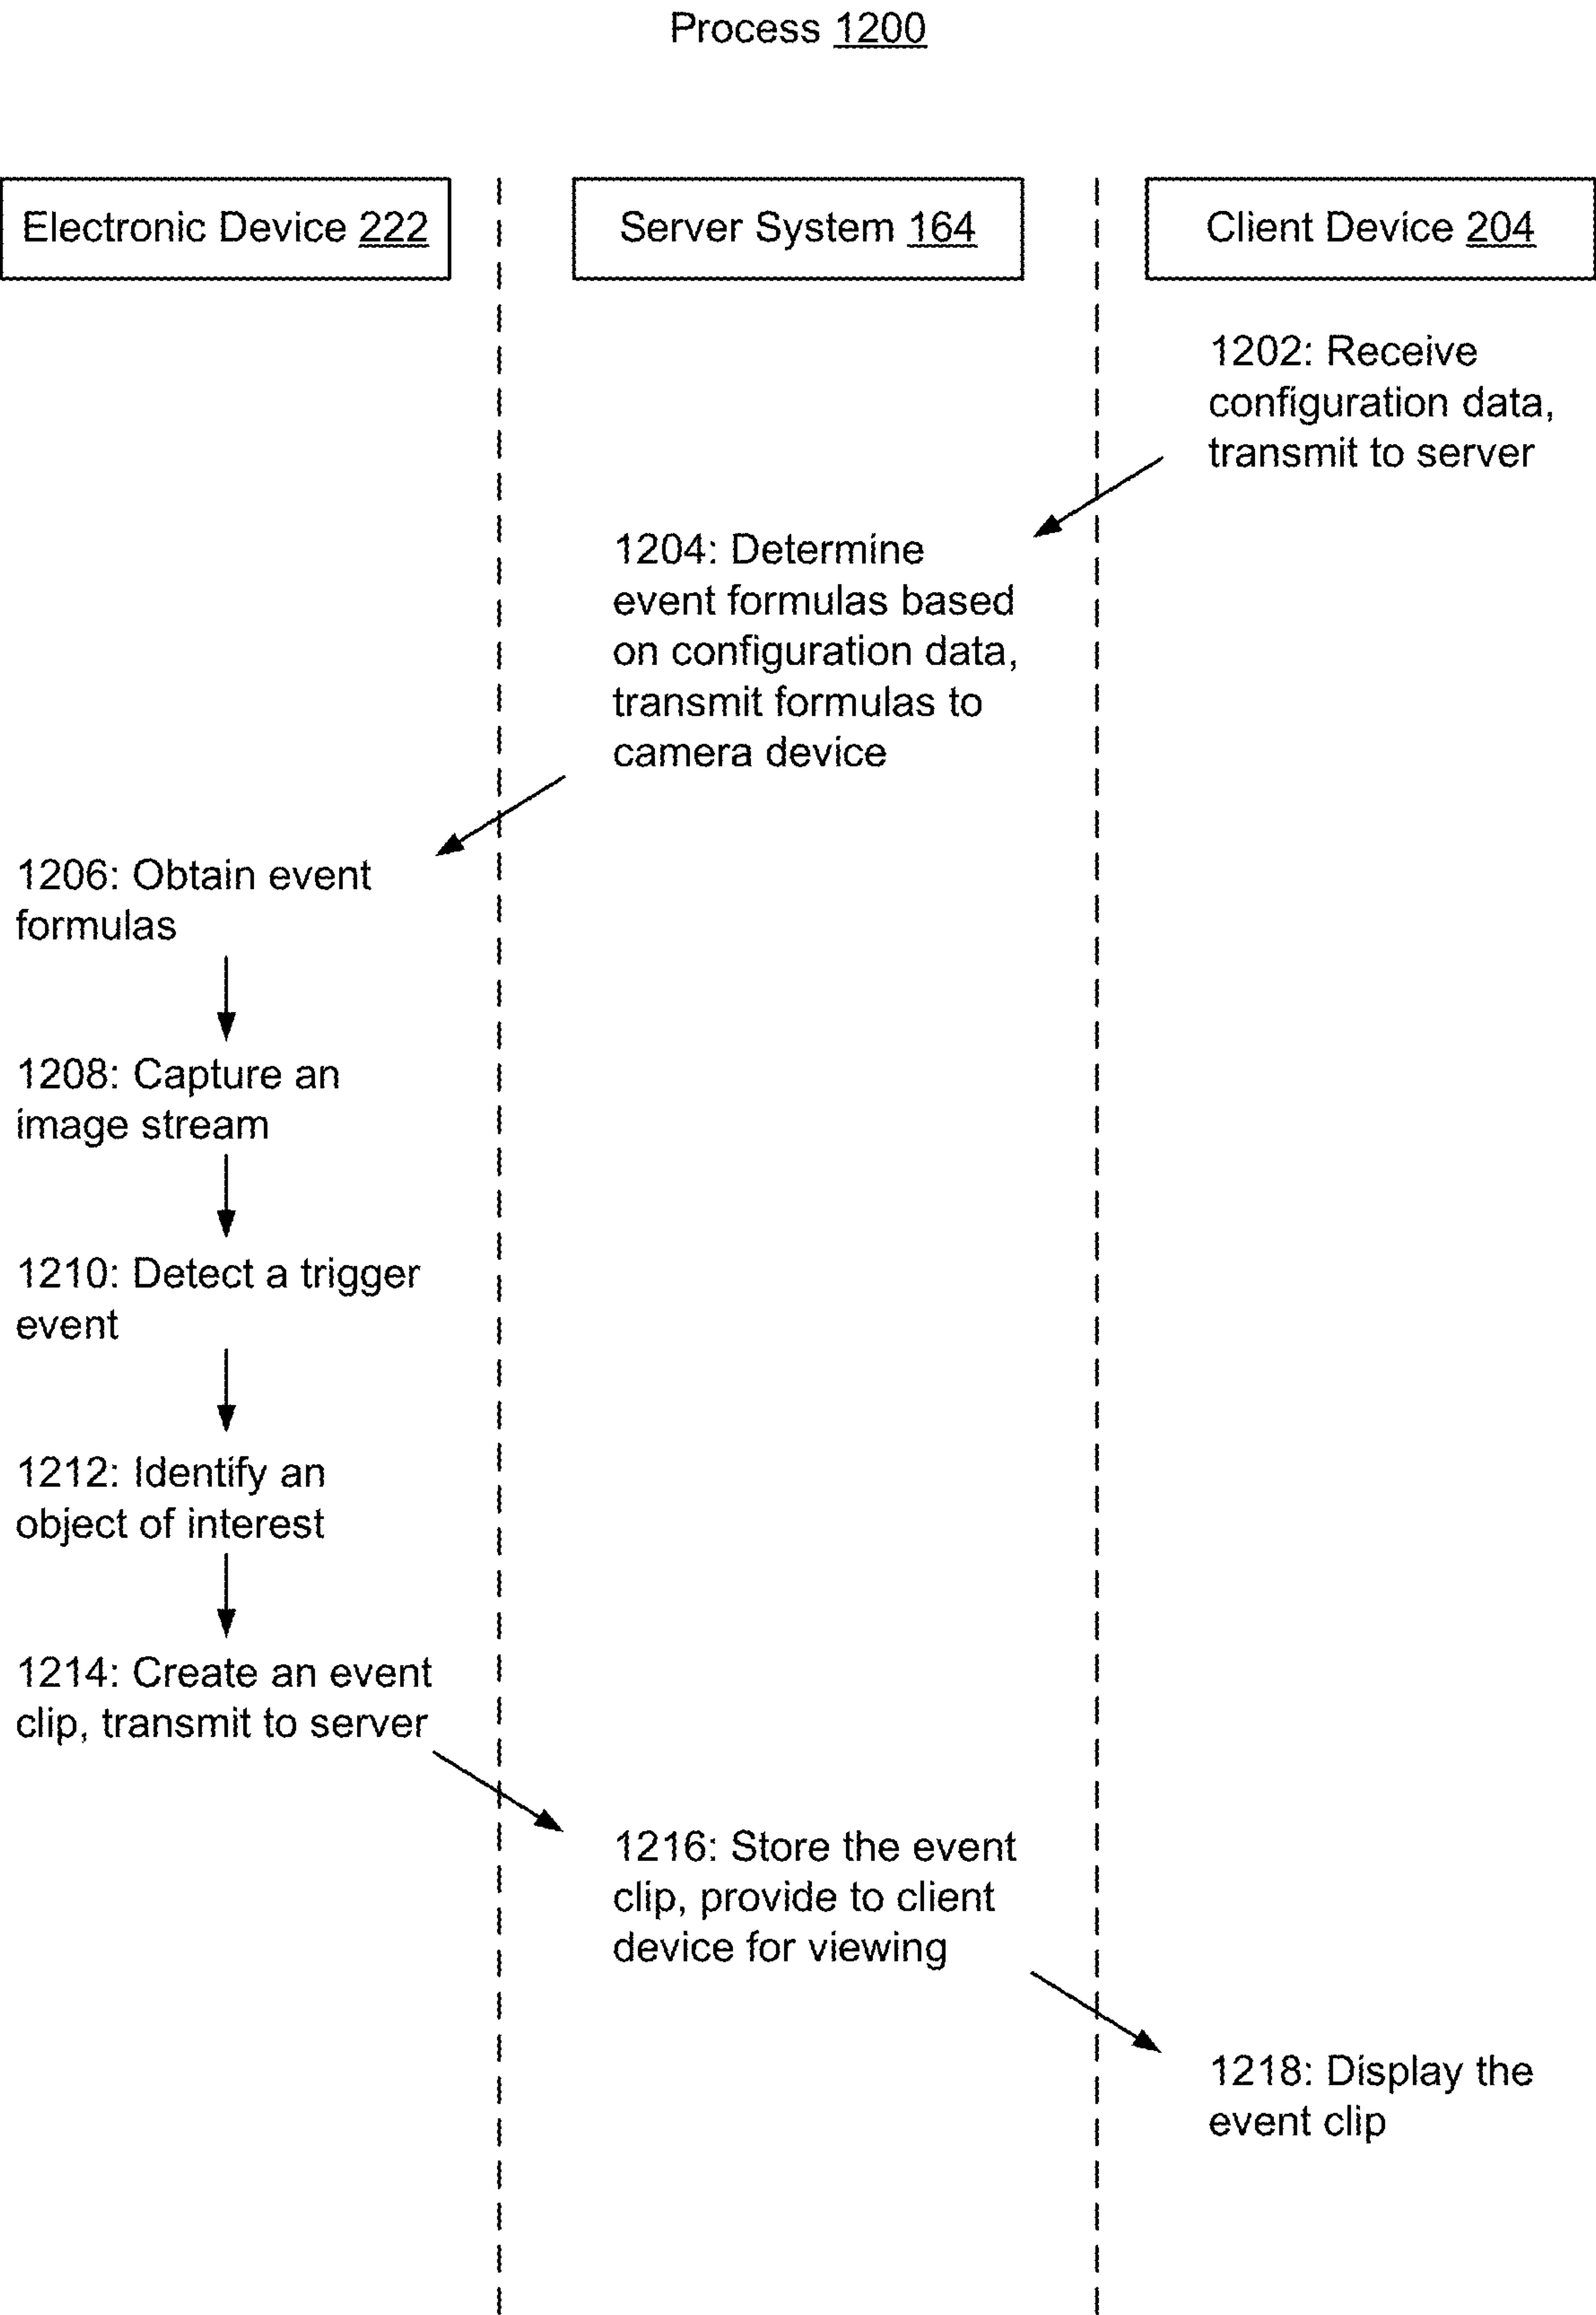 Process 1200
Electronic Device 222
Server System 164
Client Device 204
1202: Receive
configuration data,
transmit to server
1204: Determine
event formulas based
on configuration data,
transmit formulas to
camera device
1206: Obtain event
formulas
1208: Capture an
image stream
1210: Detect a trigger
event
1212: Identify an
object of interest
1214: Create an event
clip, transmit to server
1216: Store the event
clip, provide to client
device for viewing
1218: Display the
event clip